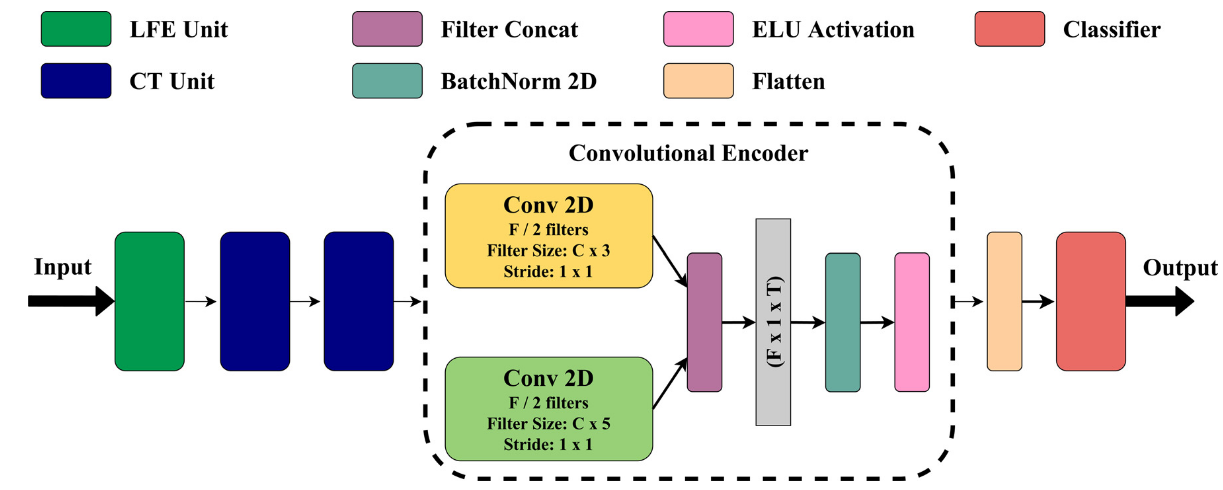 LFE Unit
Filter Concat
ELU Activation
Classifier
CT Unit
BatchNorm 2D
Flatten
Convolutional Encoder
Input
Conv 2D
F / 2 filters
Filter Size: C x 3
Stride: 1 x 1
Conv 2D
F / 2 filters
Filter Size: C x 5
Stride: 1 x 1
(F x 1 x T)
Output